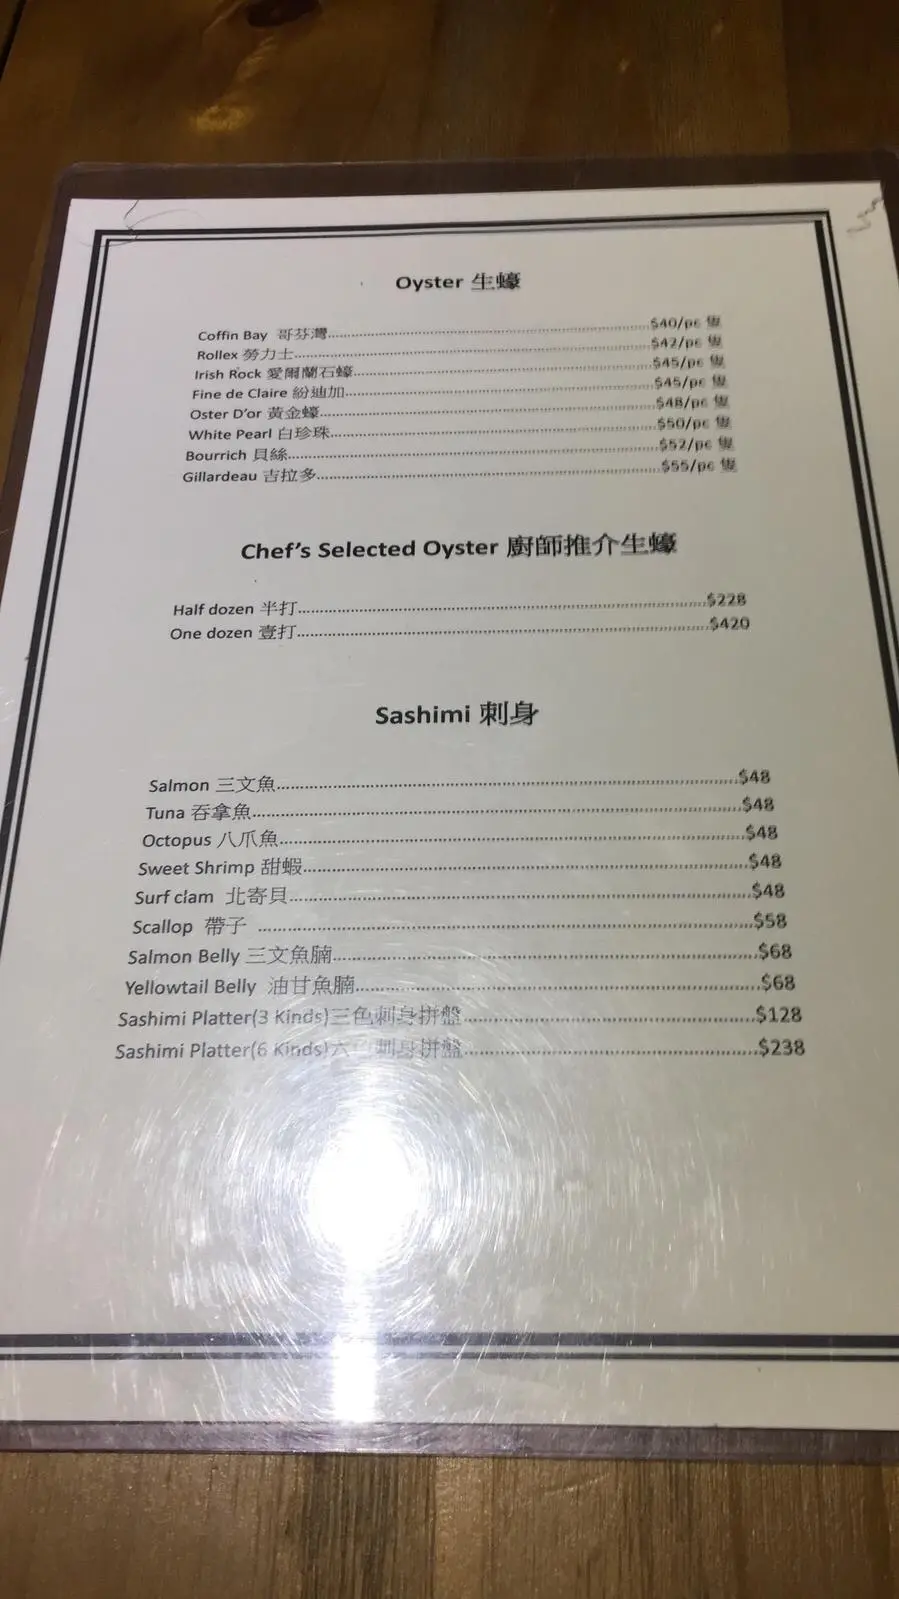 Oyster 生蠔
Coffin Bay 哥芬灣........$40/pc 隻
Rollex 勞力士........$42/pc 隻
Irish Rock 愛爾蘭石蠔........$45/pc 隻
Fine de Claire 紛迪加........$45/pc 隻
Oster D'or 黃金蠔........$48/pc 隻
White Pearl 白珍珠........$50/pc 隻
Bourrich 貝絲........$52/pc 隻
Gillardeau 吉拉多........$55/pc 隻
Chef's Selected Oyster 廚師推介生蠔
Half dozen 半打........$228
One dozen 壹打........$420
Sashimi 刺身
Salmon 三文魚........$48
Tuna 吞拿魚........$48
Octopus 八爪魚........$48
Sweet Shrimp 甜蝦........$48
Surf clam 北寄貝........$48
Scallop 帶子........$58
Salmon Belly 三文魚腩........$68
Yellowtail Belly 油甘魚腩........$68
Sashimi Platter(3 Kinds)三色刺身拼盤........$128
Sashimi Platter(6 Kinds)六色刺身拼盤........$238